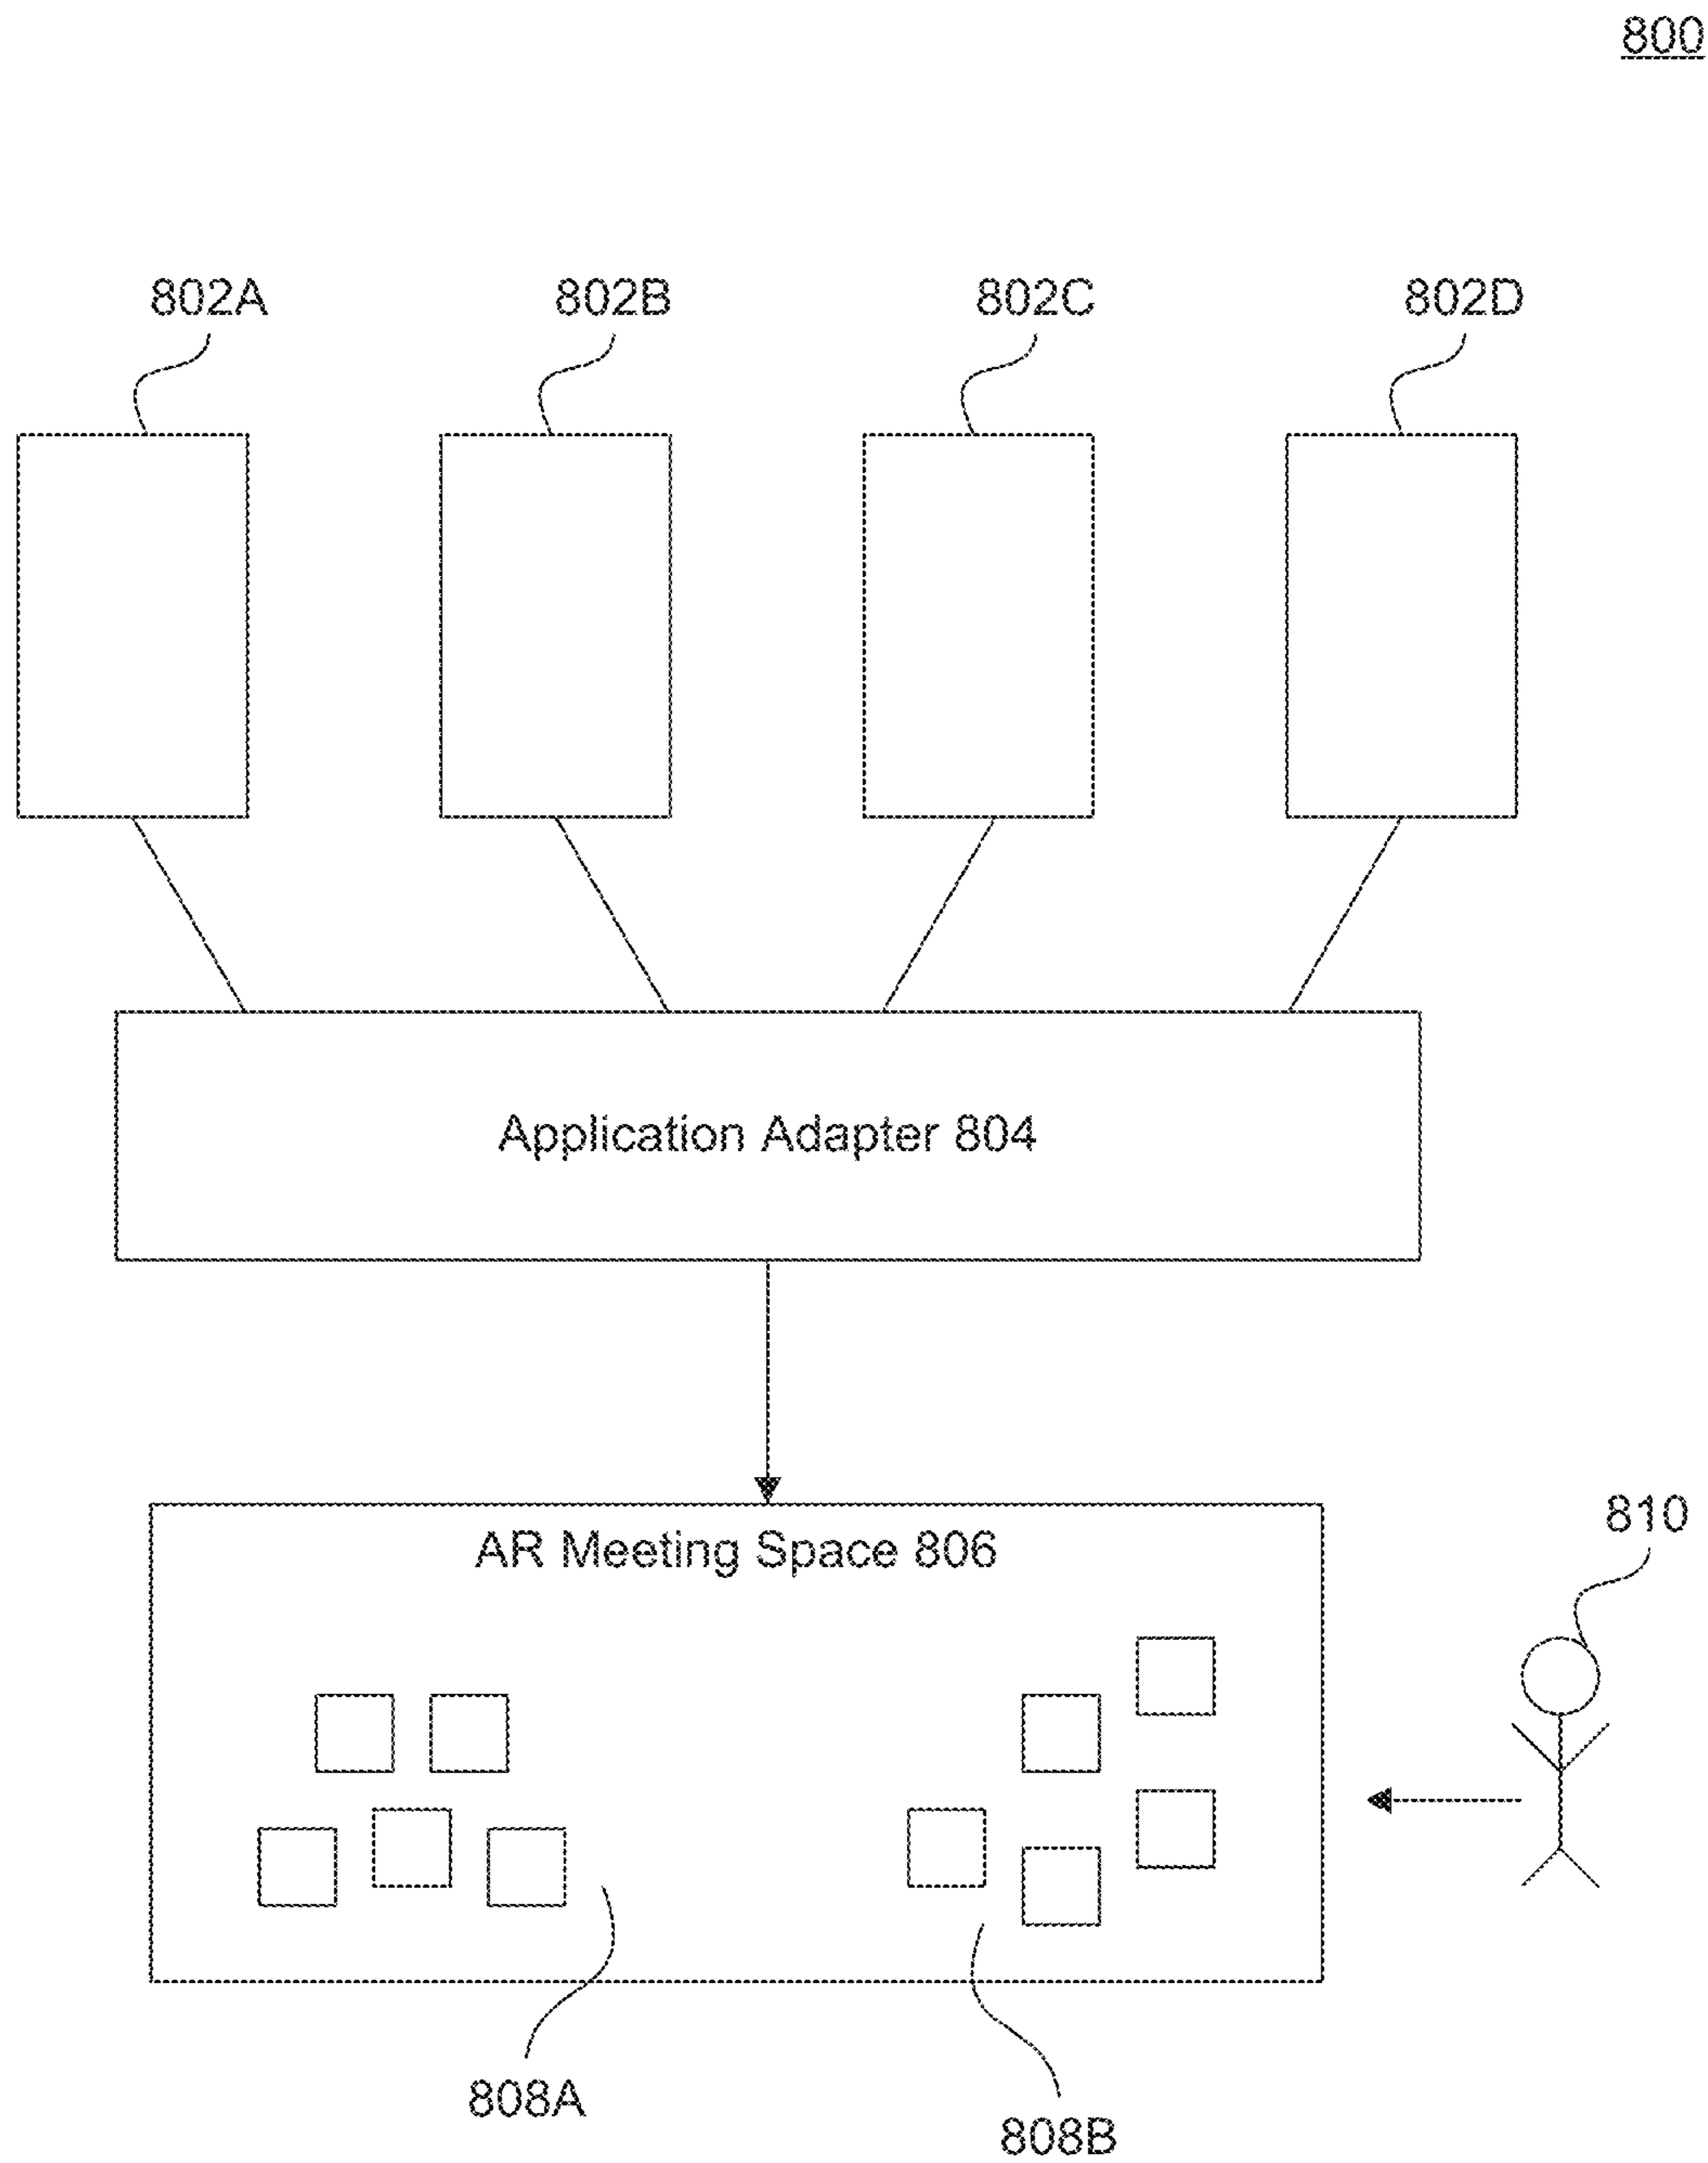 800
802A
802B
802C
802D
Application Adapter 804
AR Meeting Space 806
810
808A
808B